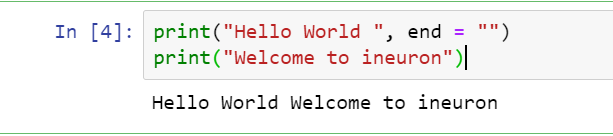 In [4]: print("Hello World ", end = "")
print("Welcome to ineuron")
Hello World Welcome to ineuron